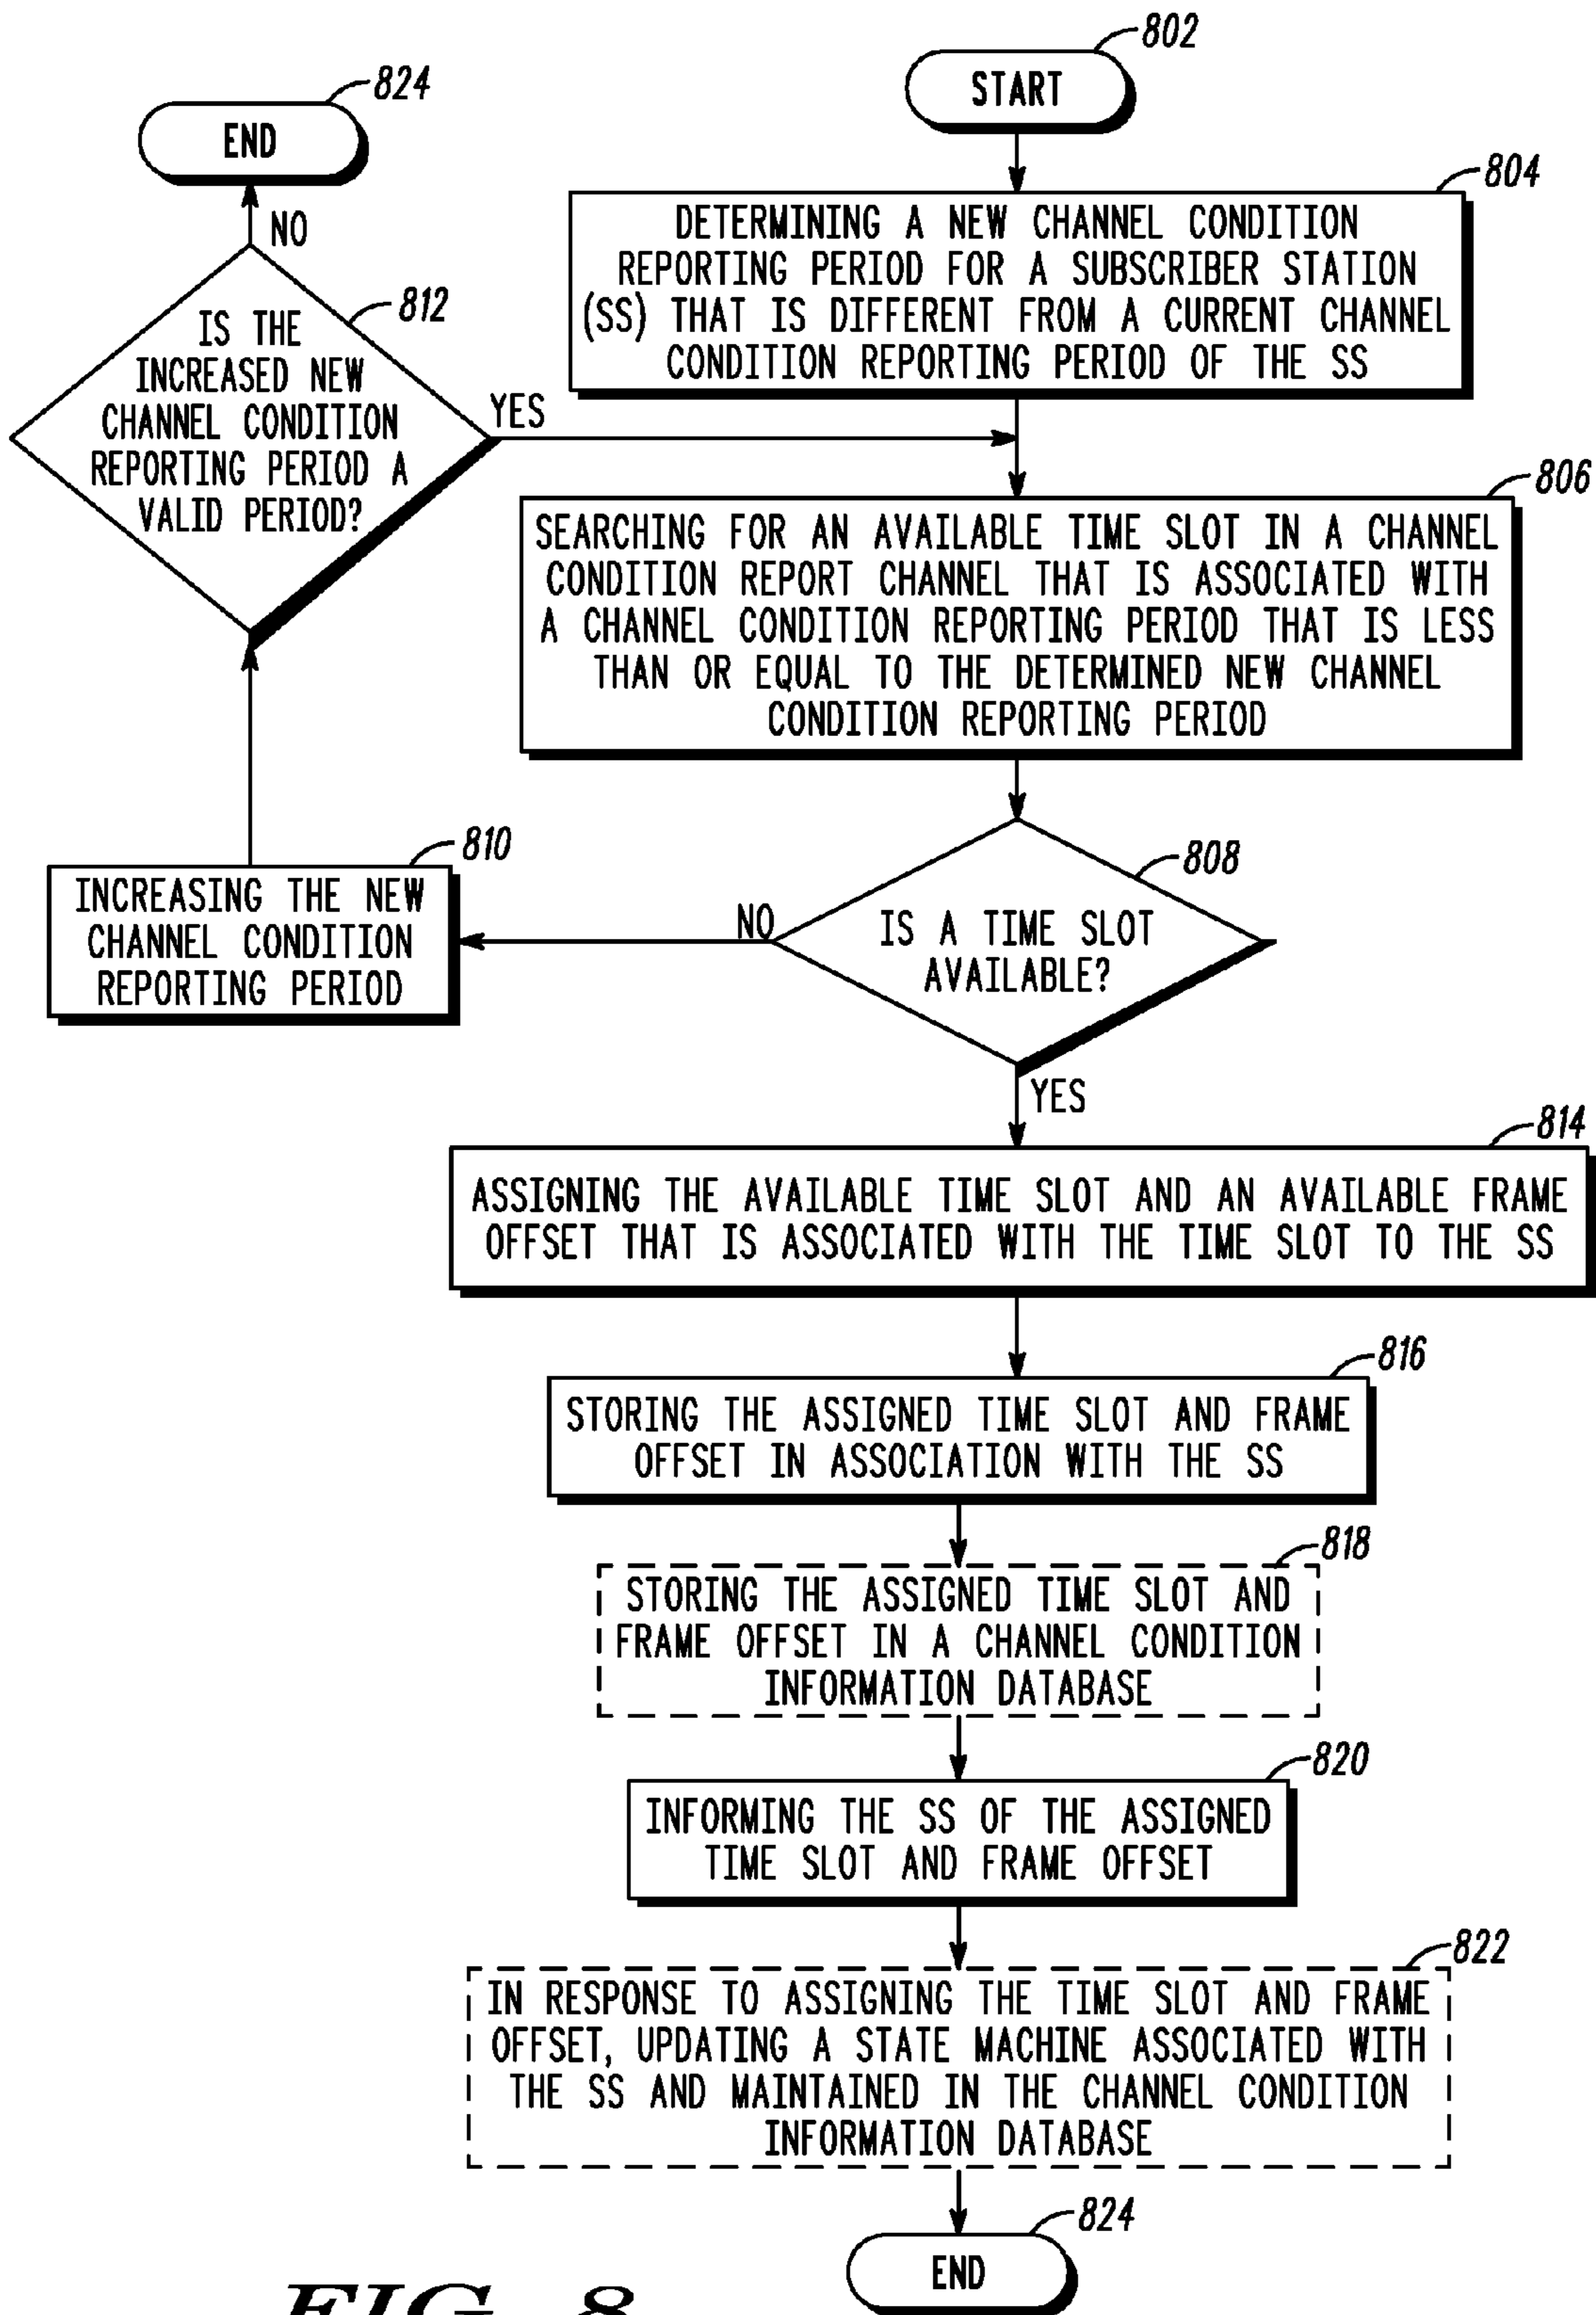 802
START
824
END
804
DETERMINING A NEW CHANNEL CONDITION
REPORTING PERIOD FOR A SUBSCRIBER STATION
(SS) THAT IS DIFFERENT FROM A CURRENT CHANNEL
CONDITION REPORTING PERIOD OF THE SS
NO
812
IS THE
INCREASED NEW
CHANNEL CONDITION
REPORTING PERIOD A
VALID PERIOD?
YES
806
SEARCHING FOR AN AVAILABLE TIME SLOT IN A CHANNEL
CONDITION REPORT CHANNEL THAT IS ASSOCIATED WITH
A CHANNEL CONDITION REPORTING PERIOD THAT IS LESS
THAN OR EQUAL TO THE DETERMINED NEW CHANNEL
CONDITION REPORTING PERIOD
808
IS A TIME SLOT
AVAILABLE?
NO
810
INCREASING THE NEW
CHANNEL CONDITION
REPORTING PERIOD
YES
814
ASSIGNING THE AVAILABLE TIME SLOT AND AN AVAILABLE FRAME
OFFSET THAT IS ASSOCIATED WITH THE TIME SLOT TO THE SS
816
STORING THE ASSIGNED TIME SLOT AND FRAME
OFFSET IN ASSOCIATION WITH THE SS
818
STORING THE ASSIGNED TIME SLOT AND
FRAME OFFSET IN A CHANNEL CONDITION
INFORMATION DATABASE
820
INFORMING THE SS OF THE ASSIGNED
TIME SLOT AND FRAME OFFSET
822
IN RESPONSE TO ASSIGNING THE TIME SLOT AND FRAME
OFFSET, UPDATING A STATE MACHINE ASSOCIATED WITH
THE SS AND MAINTAINED IN THE CHANNEL CONDITION
INFORMATION DATABASE
824
END
FIG. 8